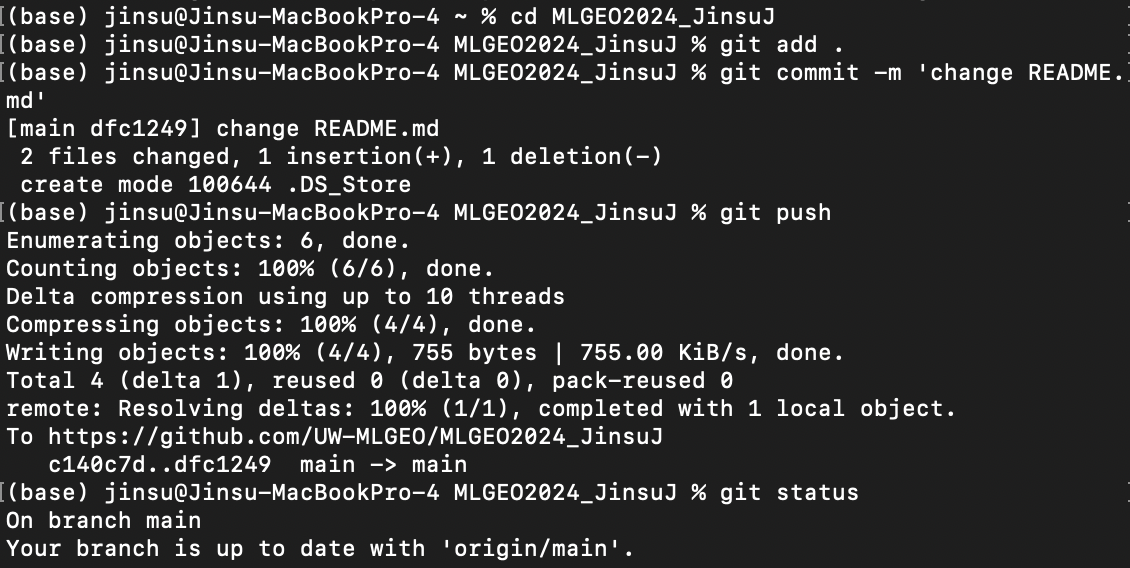 [(base) jinsu@Jinsu-MacBookPro-4 ~ % cd MLGEO2024_JinsuJ
[(base) jinsu@Jinsu-MacBookPro-4 MLGEO2024_JinsuJ % git add .
[(base) jinsu@Jinsu-MacBookPro-4 MLGEO2024_JinsuJ % git commit -m 'change README.
md'
[main dfc1249] change README.md
 2 files changed, 1 insertion(+), 1 deletion(-)
 create mode 100644 .DS_Store
[(base) jinsu@Jinsu-MacBookPro-4 MLGEO2024_JinsuJ % git push
Enumerating objects: 6, done.
Counting objects: 100% (6/6), done.
Delta compression using up to 10 threads
Compressing objects: 100% (4/4), done.
Writing objects: 100% (4/4), 755 bytes | 755.00 KiB/s, done.
Total 4 (delta 1), reused 0 (delta 0), pack-reused 0
remote: Resolving deltas: 100% (1/1), completed with 1 local object.
To https://github.com/UW-MLGEO/MLGEO2024_JinsuJ
   c140c7d..dfc1249  main -> main
[(base) jinsu@Jinsu-MacBookPro-4 MLGEO2024_JinsuJ % git status
On branch main
Your branch is up to date with 'origin/main'.